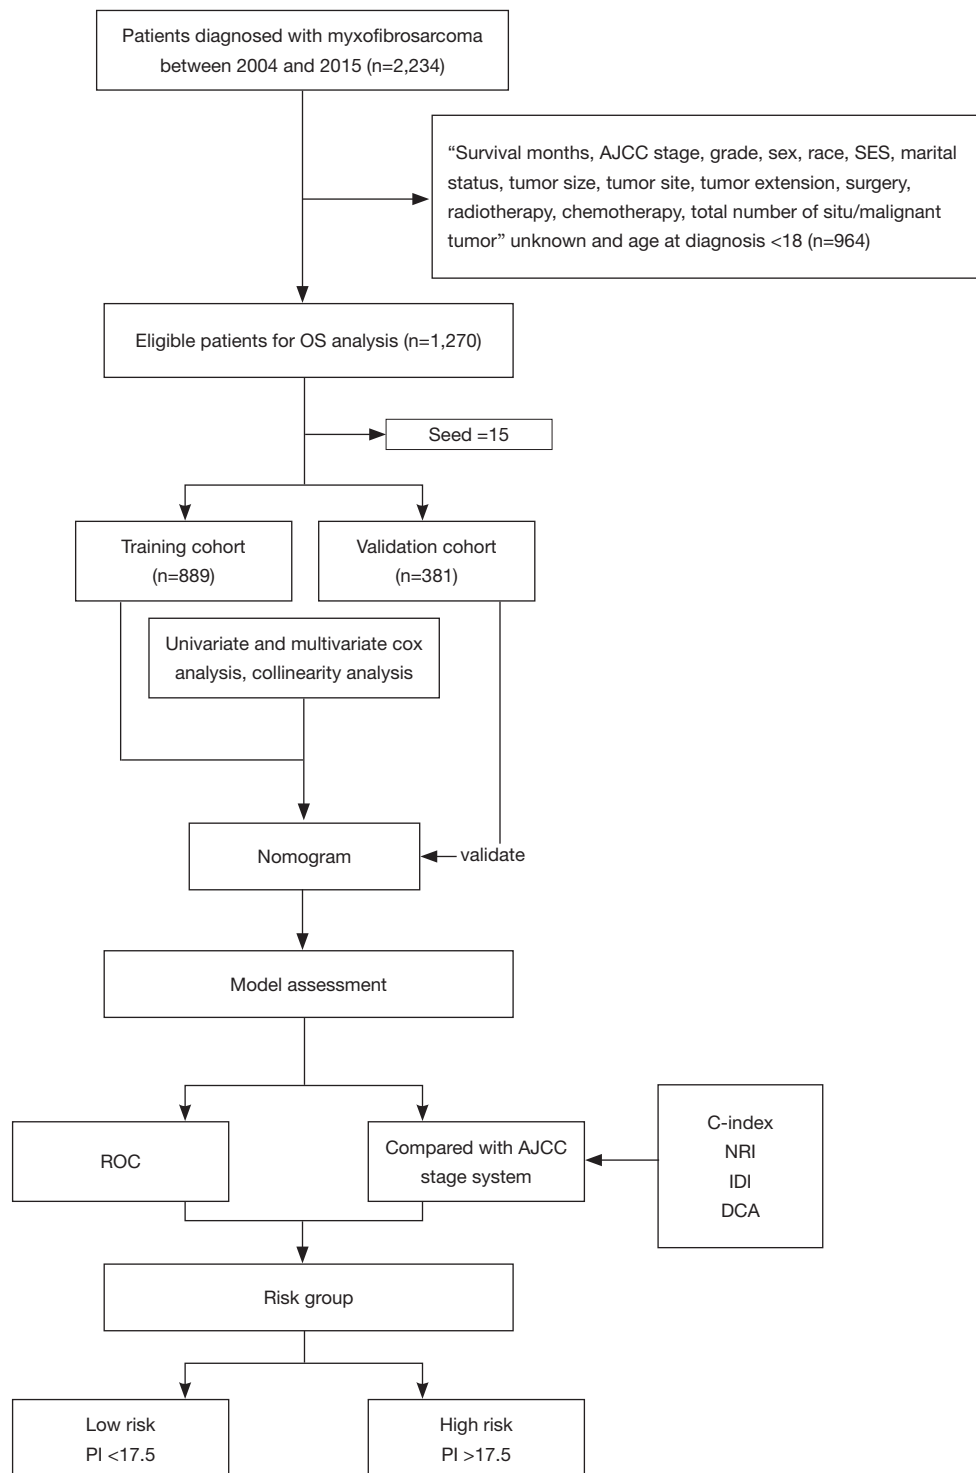 Patients diagnosed with myxofibrosarcoma
between 2004 and 2015 (n=2,234)
“Survival months, AJCC stage, grade, sex, race, SES, marital
status, tumor size, tumor site, tumor extension, surgery,
radiotherapy, chemotherapy, total number of situ/malignant
tumor” unknown and age at diagnosis <18 (n=964)
Eligible patients for OS analysis (n=1,270)
Seed =15
Training cohort
(n=889)
Validation cohort
(n=381)
Univariate and multivariate cox
analysis, collinearity analysis
Nomogram
validate
Model assessment
ROC
Compared with AJCC
stage system
C-index
NRI
IDI
DCA
Risk group
Low risk
PI <17.5
High risk
PI >17.5